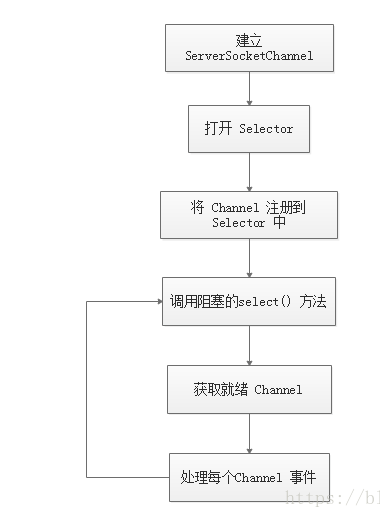 建立
ServerSocketChannel
打开 Selector
将 Channel 注册到
Selector 中
调用阻塞的select() 方法
获取就绪 Channel
处理每个Channel 事件
https://bl